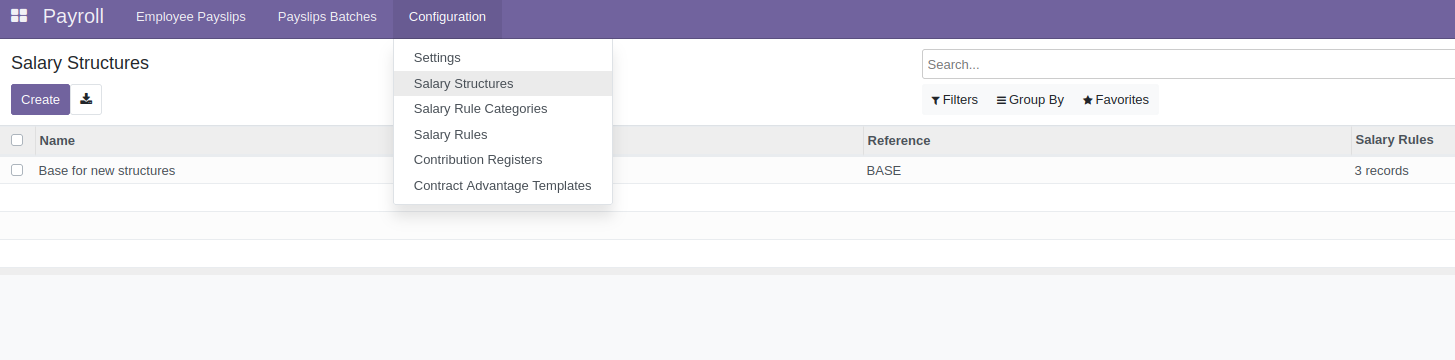 Payroll Employee Payslips Payslips Batches Configuration
Salary Structures
Create
Settings
Salary Structures
Salary Rule Categories
Salary Rules
Contribution Registers
Contract Advantage Templates
Search...
Filters Group By Favorites
Name Reference Salary Rules
Base for new structures BASE 3 records